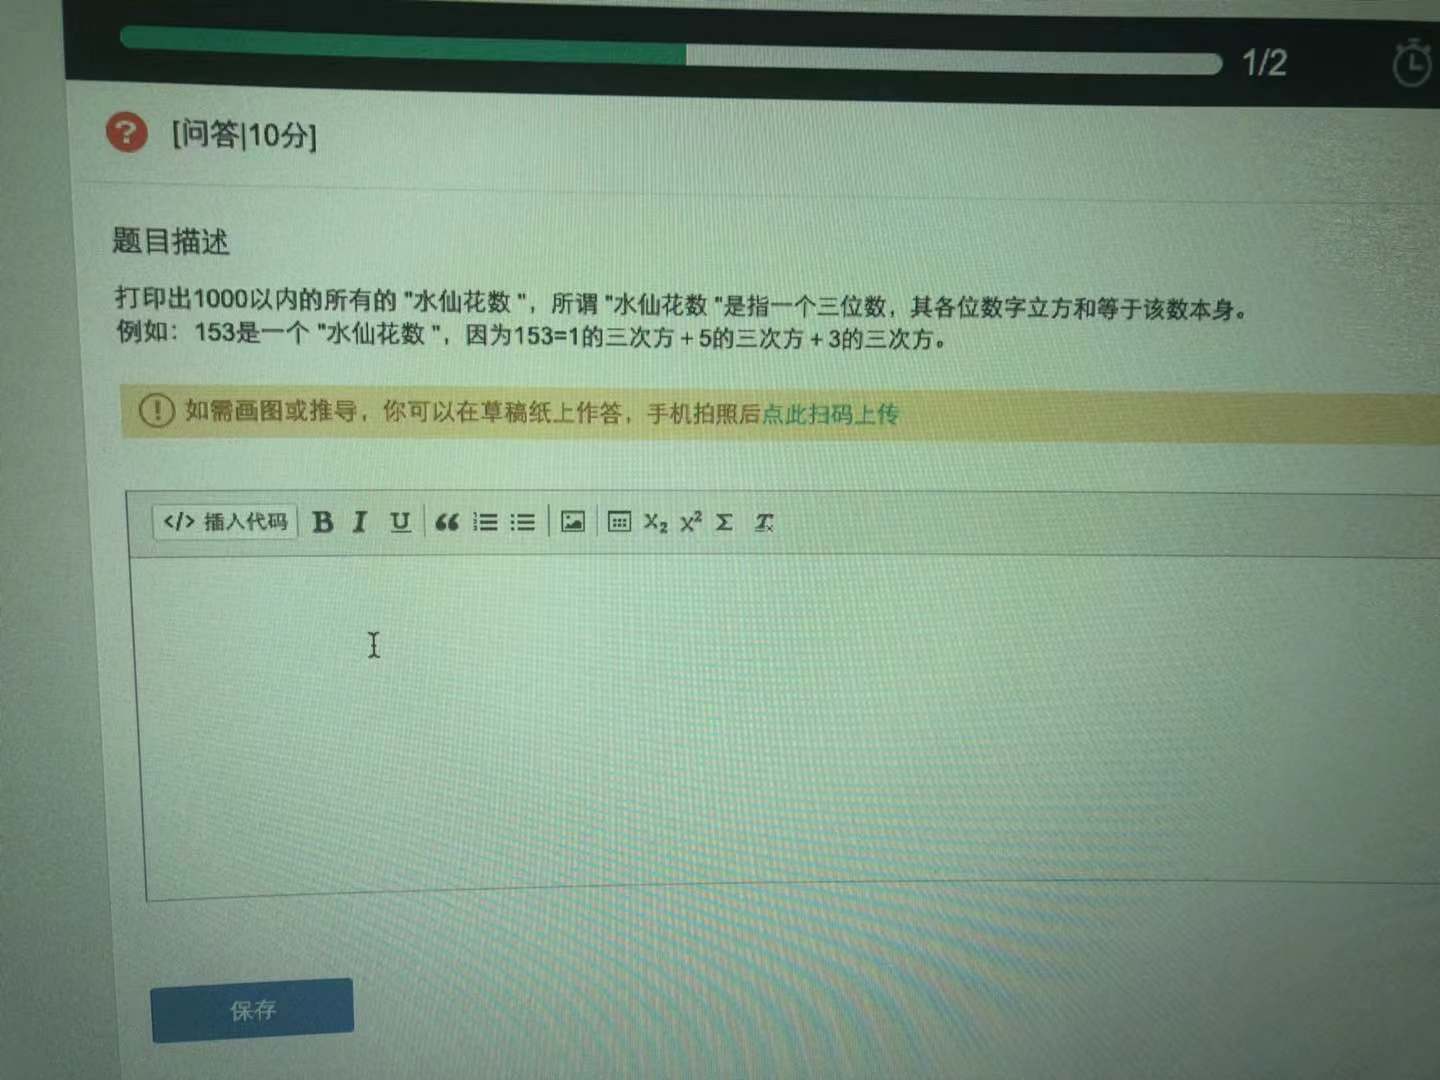 1/2
[问答|10分]
题目描述
打印出1000以内的所有的 "水仙花数 "，所谓 "水仙花数 "是指一个三位数，其各位数字立方和等于该数本身。
例如：153是一个 "水仙花数 "，因为153=1的三次方＋5的三次方＋3的三次方。
如需画图或推导，你可以在草稿纸上作答，手机拍照后点此扫码上传
</> 插入代码 B I U X₂ X² Σ Tx
保存